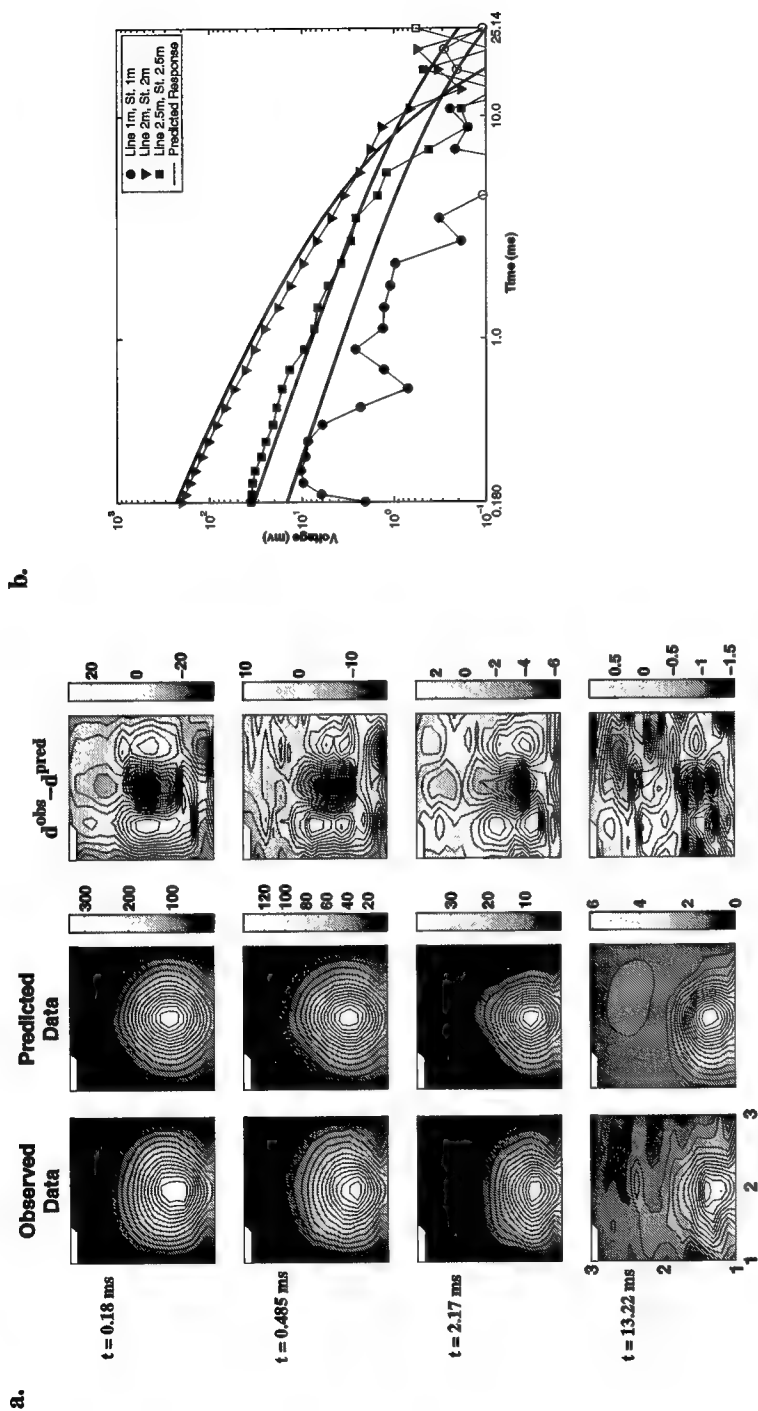 a.
Observed
Data
Predicted
Data
d^obs–d^pred
t = 0.18 ms
300
200
100
20
0
-20
t = 0.485 ms
120
100
80
60
40
20
10
0
-10
t = 2.17 ms
30
20
10
2
0
-2
-4
-6
t = 13.22 ms
3
2
1
1
2
3
6
4
2
0
0.5
0
-0.5
-1
-1.5
b.
Line 1m, St. 1m
Line 2m, St. 2m
Line 2.5m, St. 2.5m
Predicted Response
Voltage (mv)
10^3
10^2
10^1
10^0
10^-1
0.180
1.0
10.0
25.14
Time (ms)